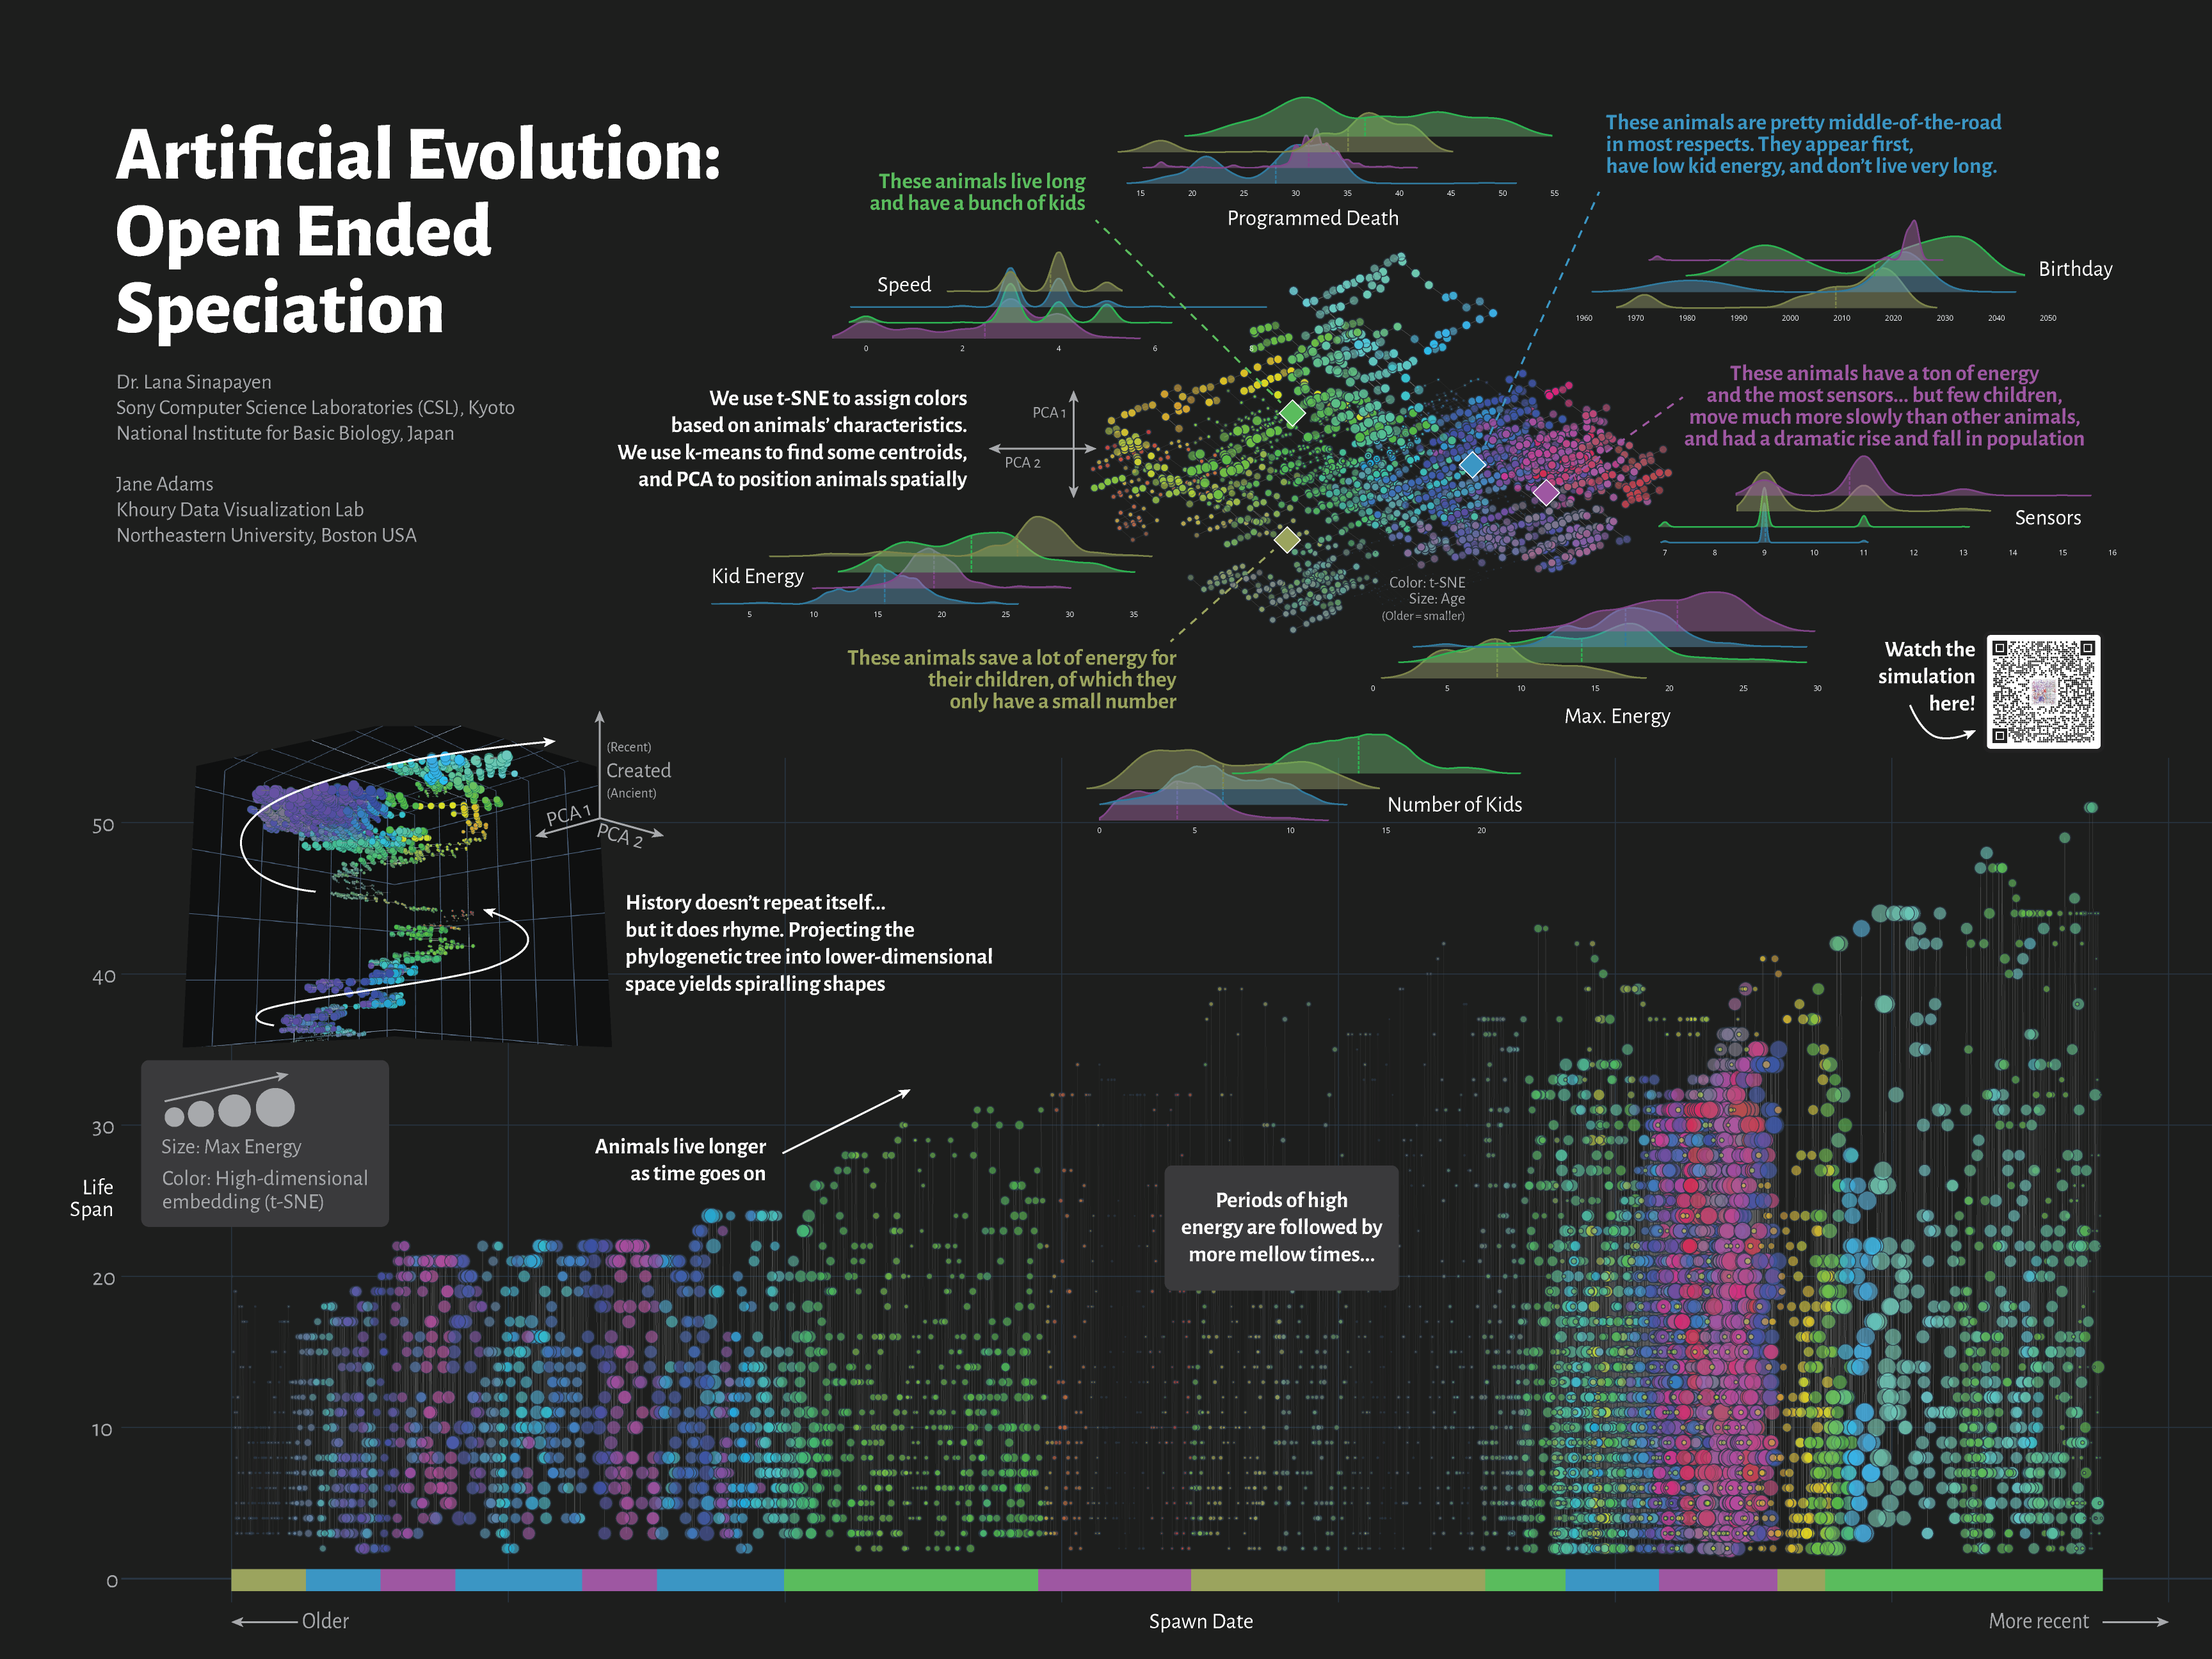 Artificial Evolution:
Open Ended
Speciation
Dr. Lana Sinapayen
Sony Computer Science Laboratories (CSL), Kyoto
National Institute for Basic Biology, Japan
Jane Adams
Khoury Data Visualization Lab
Northeastern University, Boston USA
These animals live long
and have a bunch of kids
15 20 25 30 35 40 45 50 55
Programmed Death
These animals are pretty middle-of-the-road
in most respects. They appear first,
have low kid energy, and don't live very long.
Speed
0 2 4 6 8
Birthday
1960 1970 1980 1990 2000 2010 2020 2030 2040 2050
We use t-SNE to assign colors
based on animals' characteristics.
We use k-means to find some centroids,
and PCA to position animals spatially
PCA 1
PCA 2
These animals have a ton of energy
and the most sensors... but few children,
move much more slowly than other animals,
and had a dramatic rise and fall in population
Sensors
7 8 9 10 11 12 13 14 15 16
Kid Energy
5 10 15 20 25 30 35
Color: t-SNE
Size: Age
(Older = smaller)
These animals save a lot of energy for
their children, of which they
only have a small number
0 5 10 15 20 25 30
Max. Energy
Watch the
simulation
here!
Number of Kids
0 5 10 15 20
(Recent)
Created
(Ancient)
PCA 1
PCA 2
History doesn't repeat itself...
but it does rhyme. Projecting the
phylogenetic tree into lower-dimensional
space yields spiralling shapes
Size: Max Energy
Color: High-dimensional
embedding (t-SNE)
Animals live longer
as time goes on
Periods of high
energy are followed by
more mellow times...
50
40
30
Life
Span
20
10
0
Older
Spawn Date
More recent